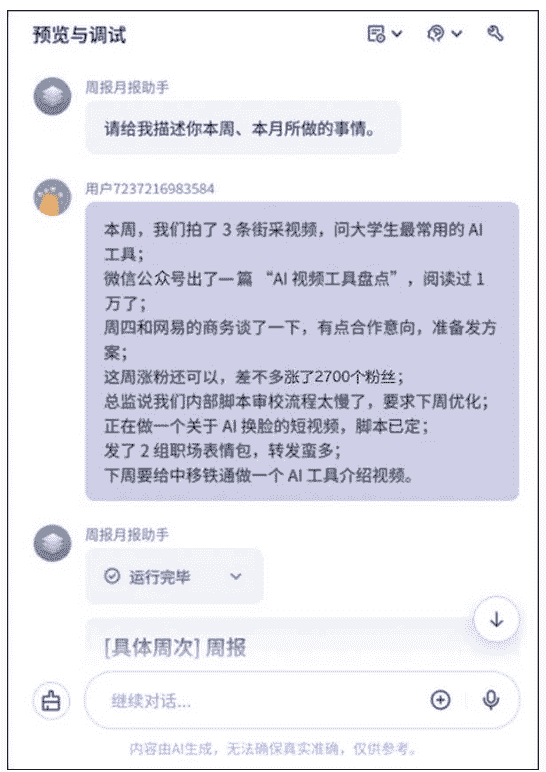 预览与调试
周报月报助手
请给我描述你本周、本月所做的事情。
用户7237216983584
本周，我们拍了 3 条街采视频，问大学生最常用的 AI
工具；
微信公众号出了一篇 “AI 视频工具盘点” ，阅读过 1
万了；
周四和网易的商务谈了一下，有点合作意向，准备发方
案；
这周涨粉还可以，差不多涨了2700个粉丝；
总监说我们内部脚本审校流程太慢了，要求下周优化；
正在做一个关于 AI 换脸的短视频，脚本已定；
发了 2 组职场表情包，转发蛮多；
下周要给中移铁通做一个 AI 工具介绍视频。
周报月报助手
运行完毕
[具体周次] 周报
继续对话...
内容由AI生成，无法确保真实准确，仅供参考。